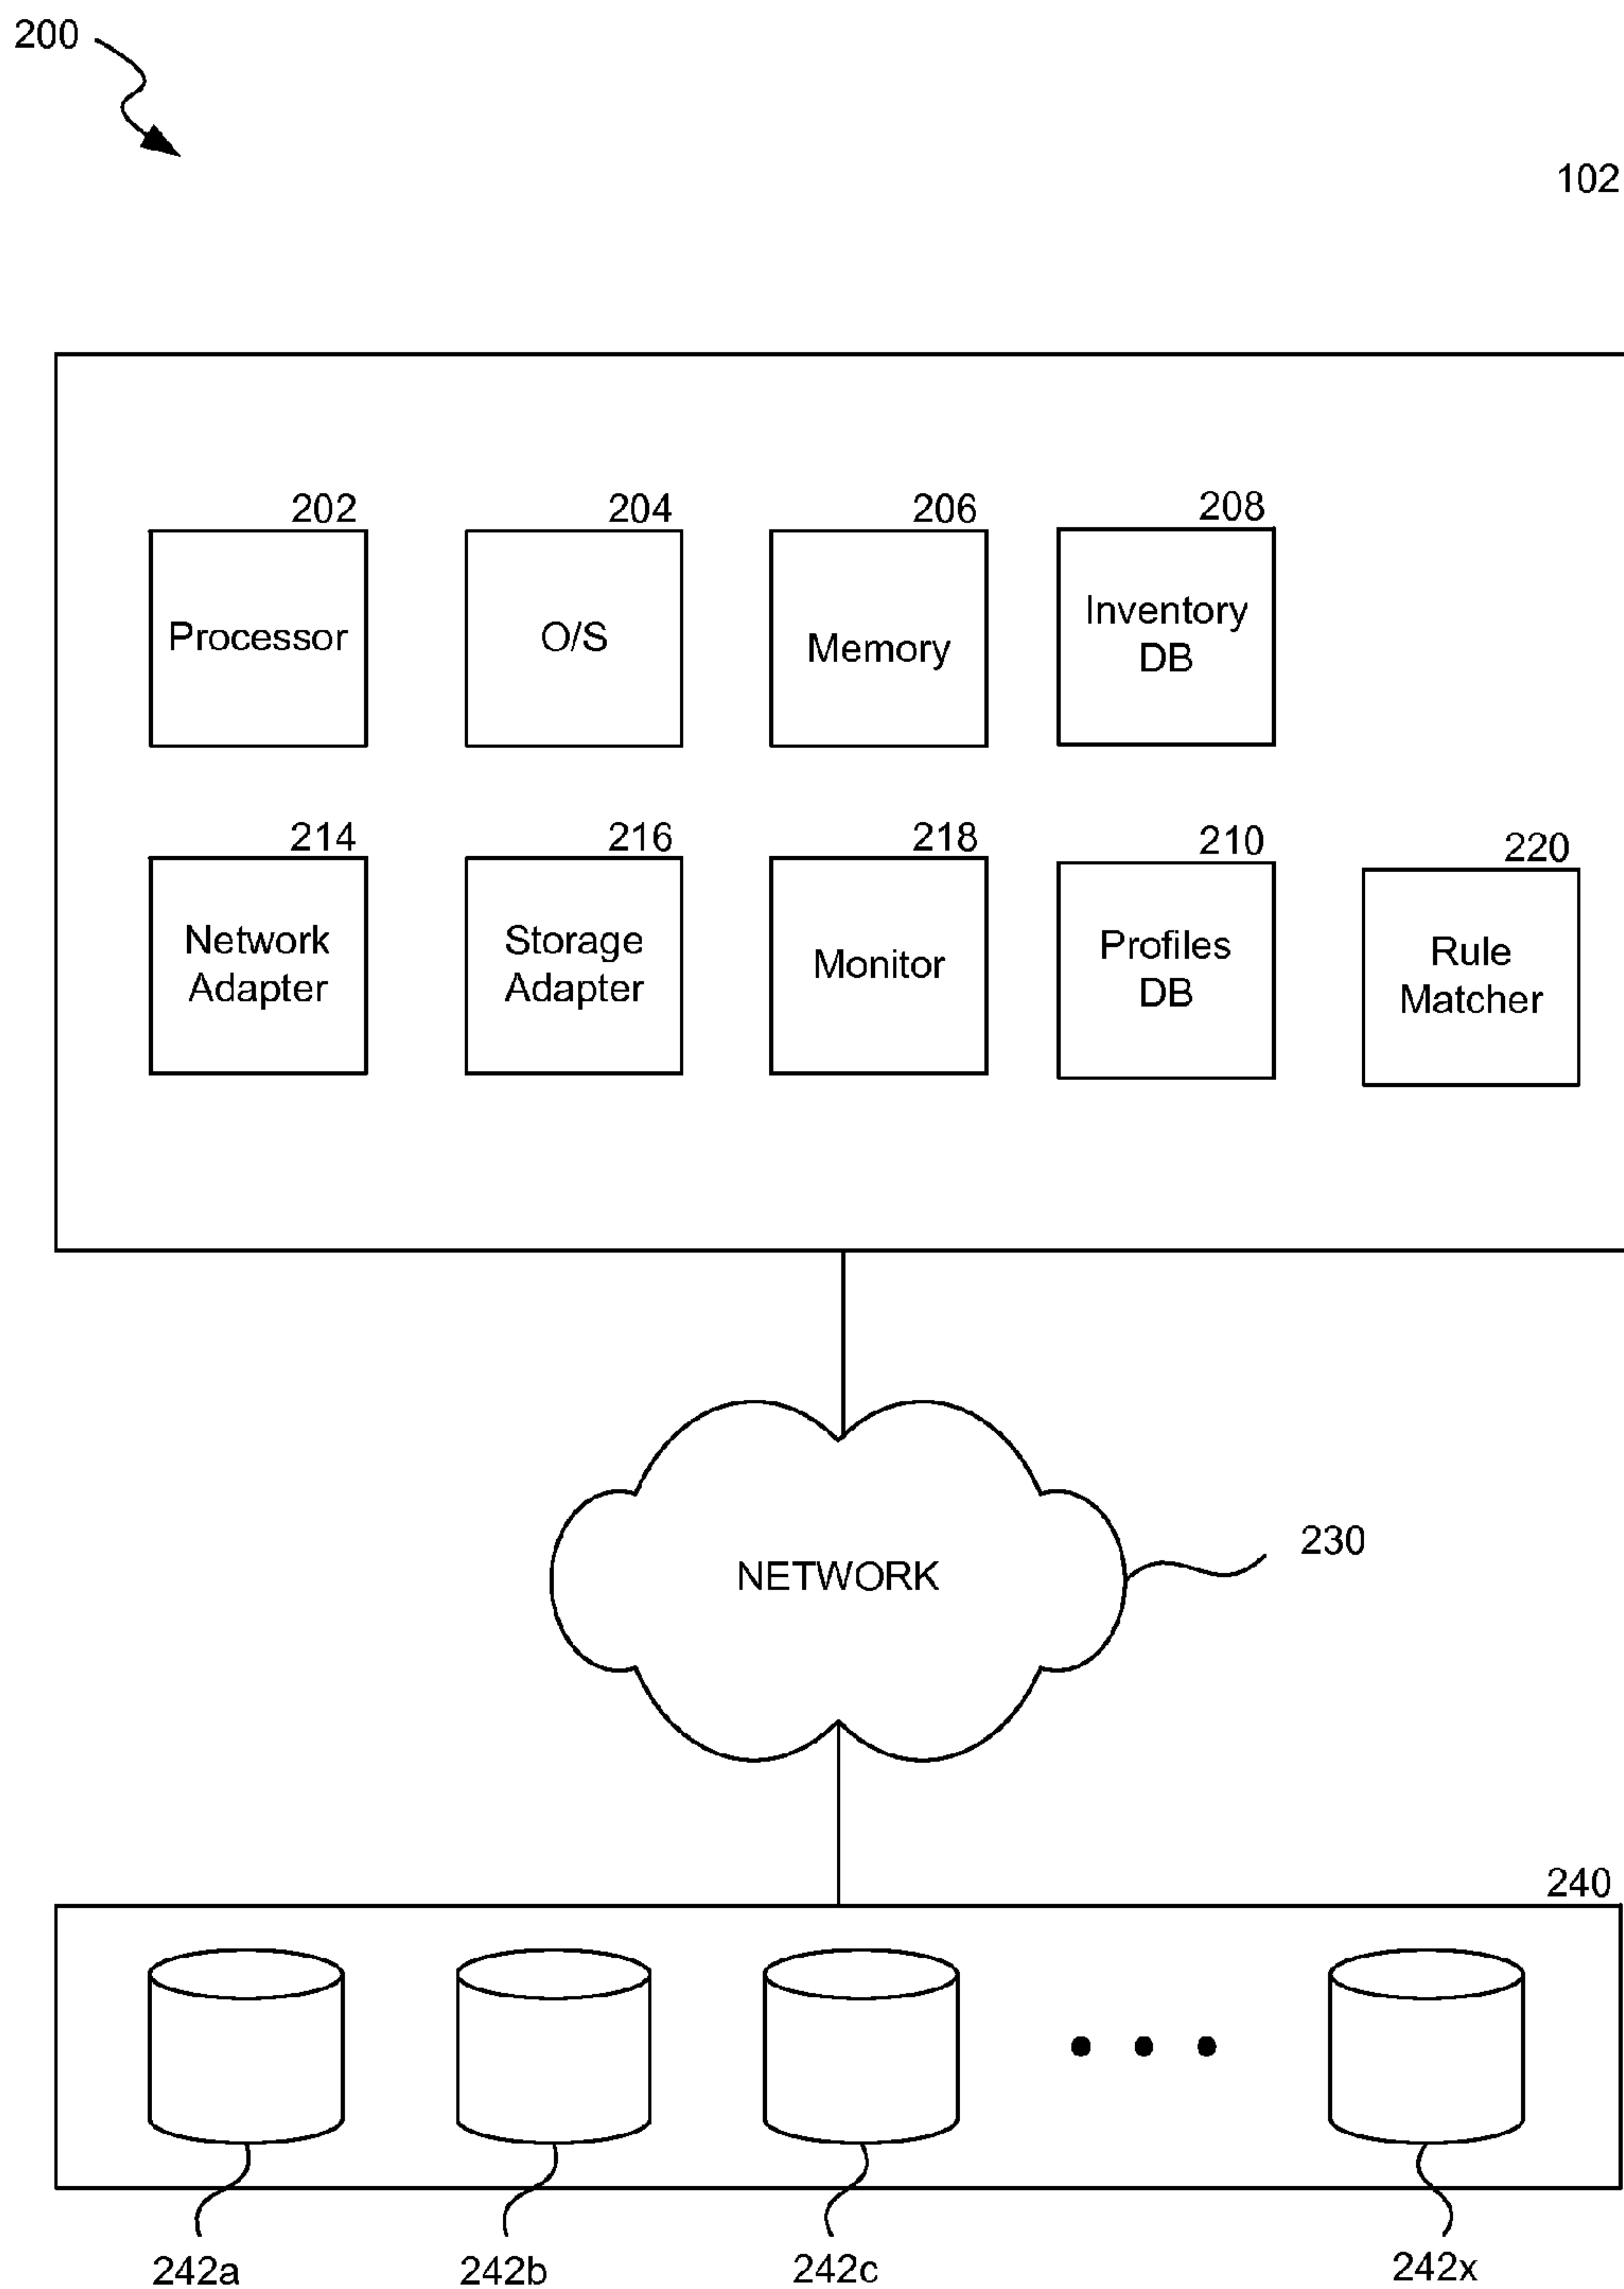 200
102
202
204
206
208
Processor
O/S
Memory
Inventory
DB
214
216
218
210
220
Network
Adapter
Storage
Adapter
Monitor
Profiles
DB
Rule
Matcher
NETWORK
230
240
242a
242b
242c
242x